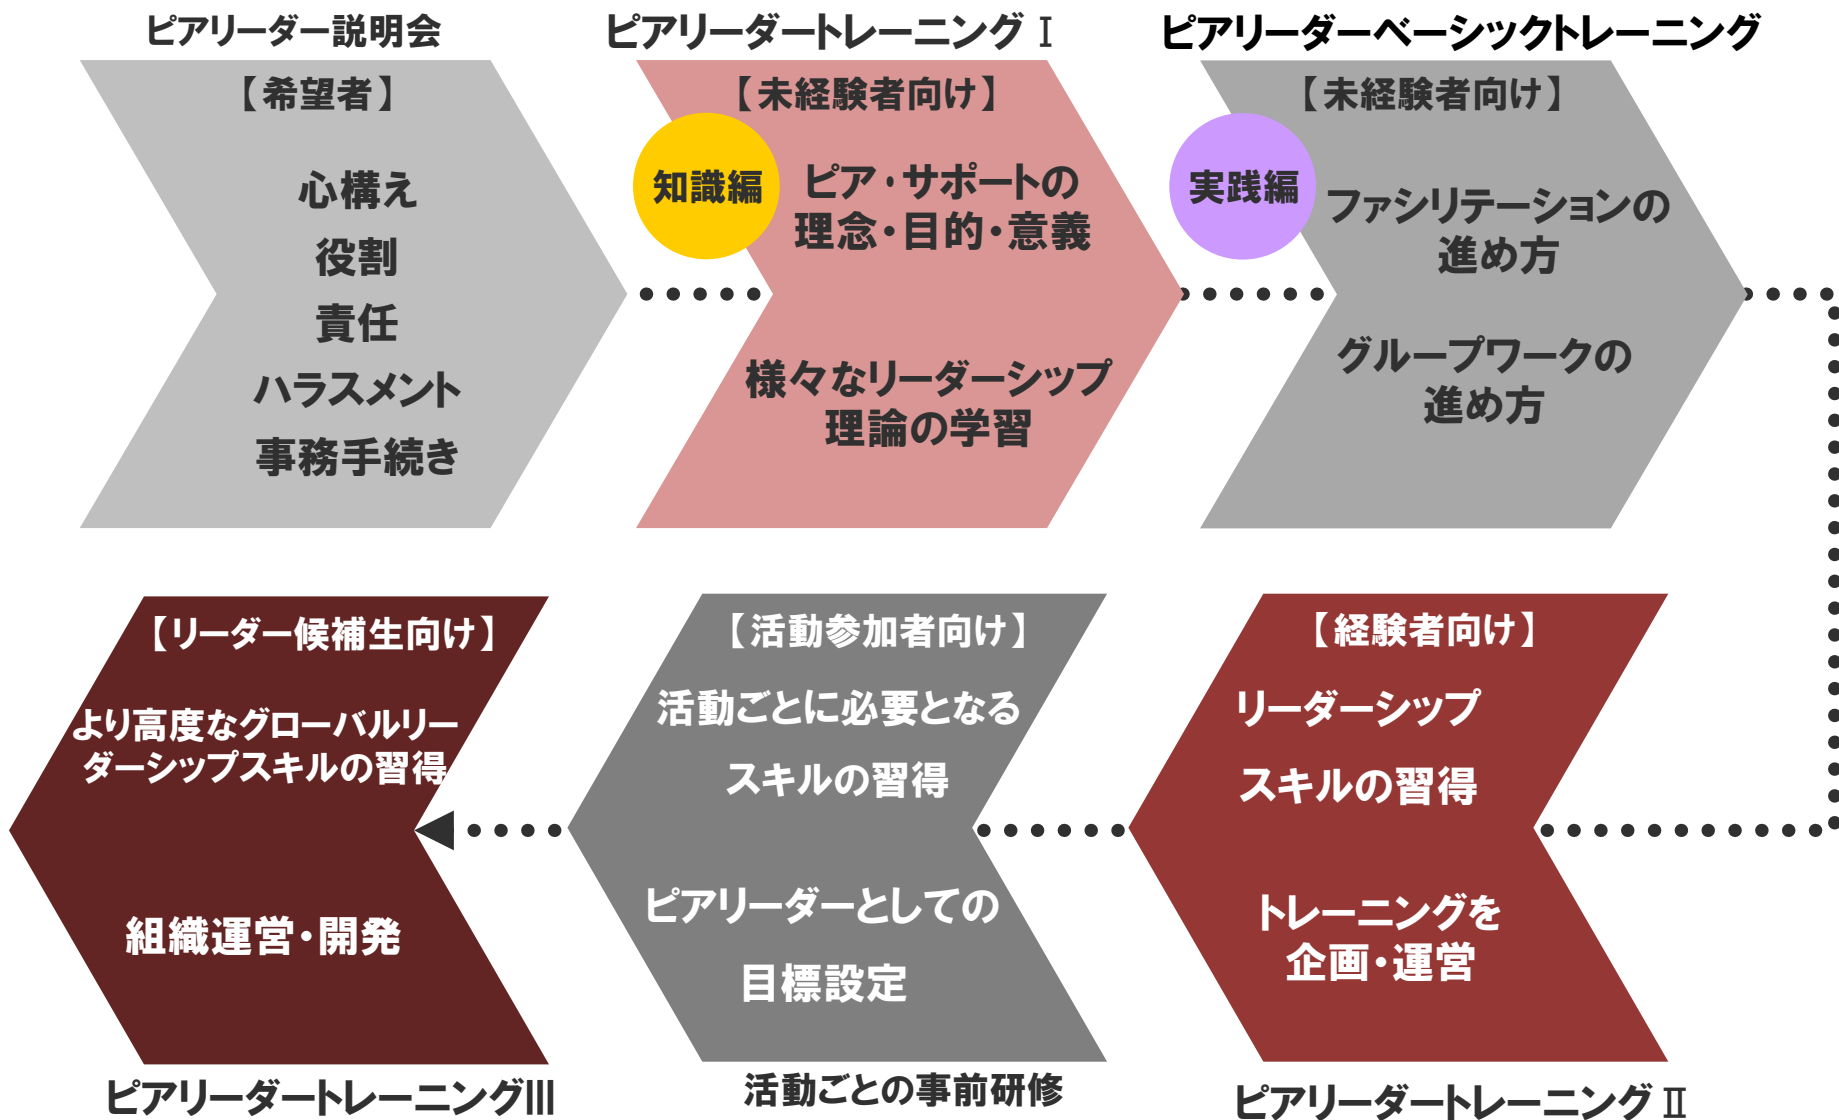 ピアリーダー説明会
【希望者】
心構え
役割
責任
ハラスメント
事務手続き
ピアリーダートレーニングⅠ
【未経験者向け】
知識編
ピア・サポートの
理念・目的・意義
様々なリーダーシップ
理論の学習
ピアリーダーベーシックトレーニング
【未経験者向け】
実践編
ファシリテーションの
進め方
グループワークの
進め方
【経験者向け】
リーダーシップ
スキルの習得
トレーニングを
企画・運営
ピアリーダートレーニングⅡ
【活動参加者向け】
活動ごとに必要となる
スキルの習得
ピアリーダーとしての
目標設定
活動ごとの事前研修
【リーダー候補生向け】
より高度なグローバルリー
ダーシップスキルの習得
組織運営・開発
ピアリーダートレーニングⅢ